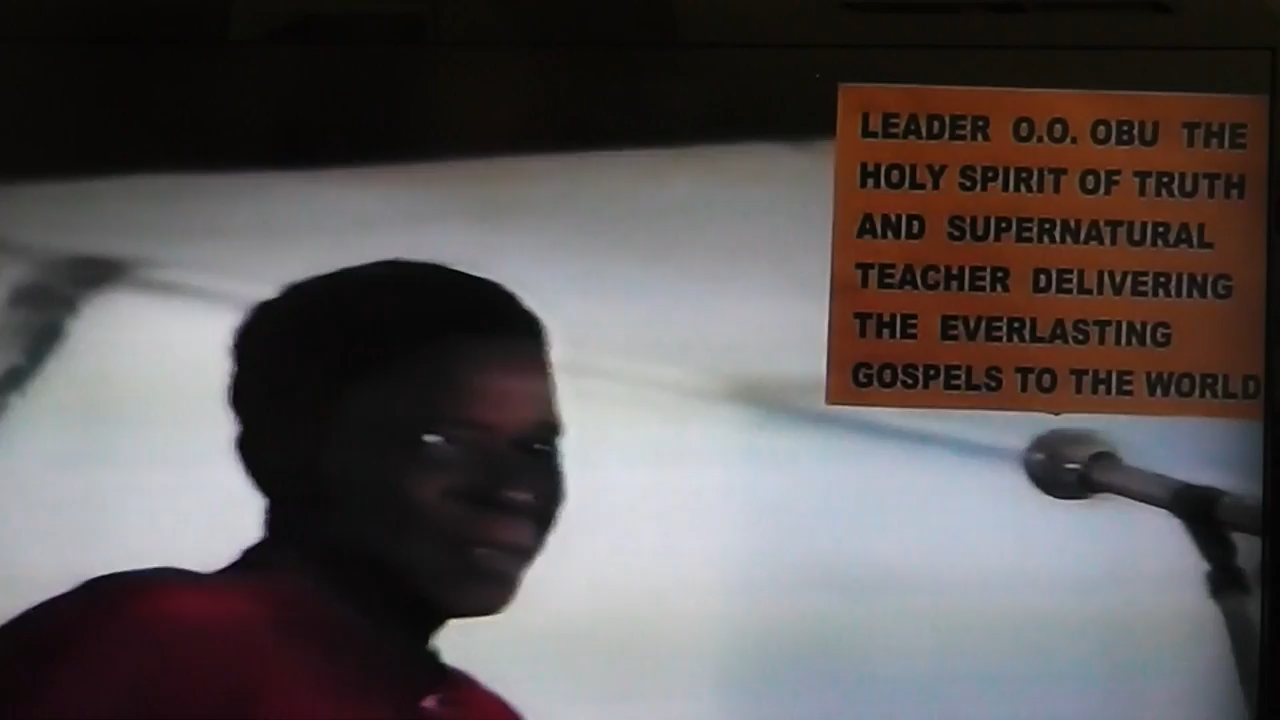 LEADER O.O. OBU THE
HOLY SPIRIT OF TRUTH
AND SUPERNATURAL
TEACHER DELIVERING
THE EVERLASTING
GOSPELS TO THE WORLD